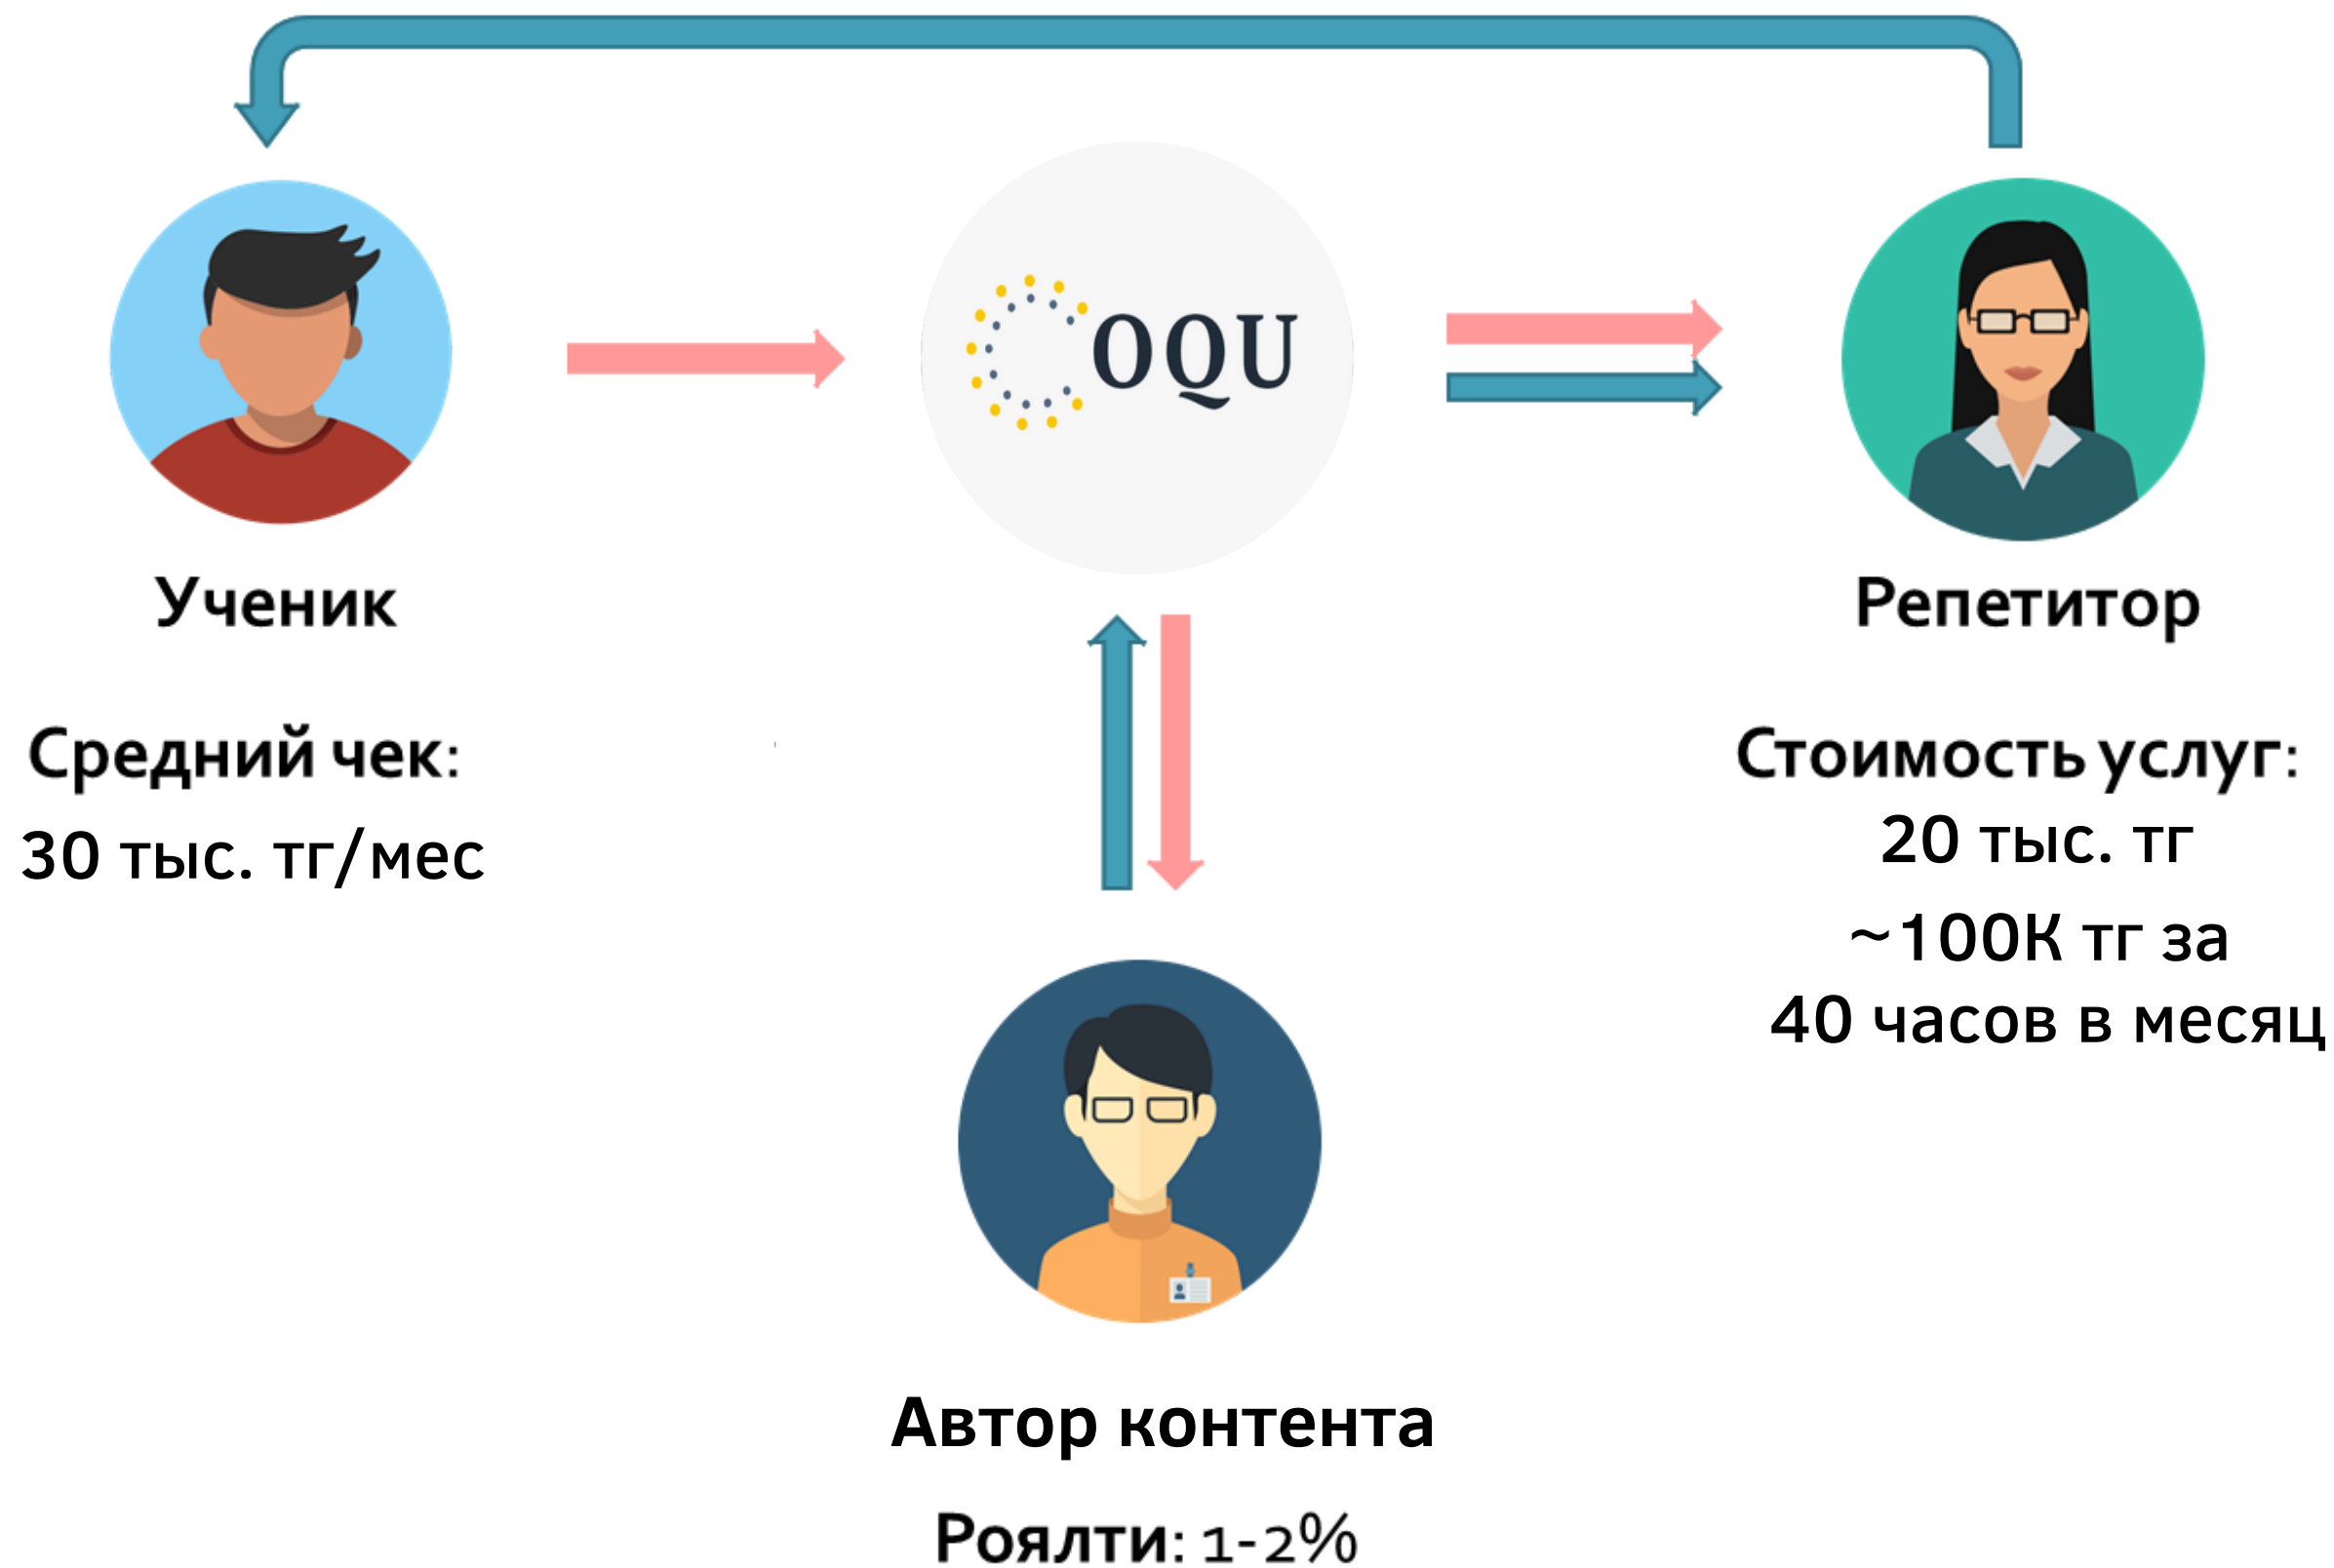 OQU
Ученик
Репетитор
Средний чек:
30 тыс. тг/мес
Стоимость услуг:
20 тыс. тг
~100К тг за
40 часов в месяц
Автор контента
Роялти: 1-2%